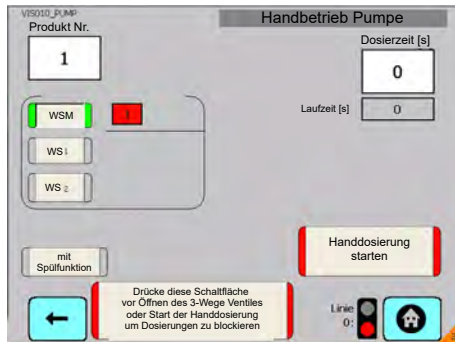 VIS010_PUMP
Handbetrieb Pumpe
Produkt Nr.
1
Dosierzeit [s]
0
Laufzeit [s]
0
WSM
1
WS 1
WS 2
mit
Spülfunktion
Handdosierung
starten
Drücke diese Schaltfläche
vor Öffnen des 3-Wege Ventiles
oder Start der Handdosierung
um Dosierungen zu blockieren
Linie
0: